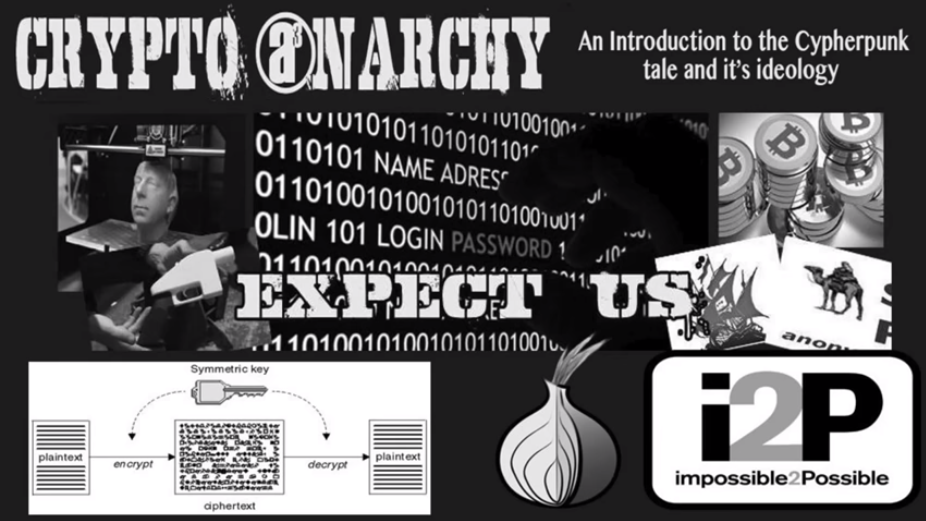 CRYPTO @NARCHY
An Introduction to the Cypherpunk
tale and it's ideology
0110101 NAME ADRESS
OLIN 101 LOGIN PASSWORD
EXPECT US
Symmetric key
plaintext
encrypt
decrypt
plaintext
ciphertext
i2P
impossible2Possible